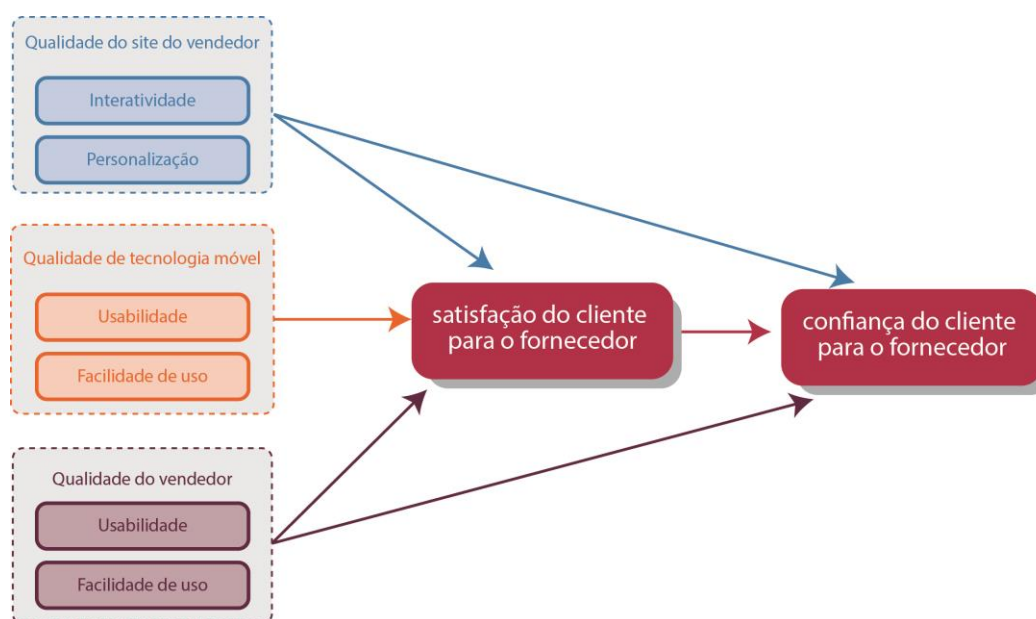 Qualidade do site do vendedor
Interatividade
Personalização
Qualidade de tecnologia móvel
Usabilidade
Facilidade de uso
satisfação do cliente
para o fornecedor
confiança do cliente
para o fornecedor
Qualidade do vendedor
Usabilidade
Facilidade de uso